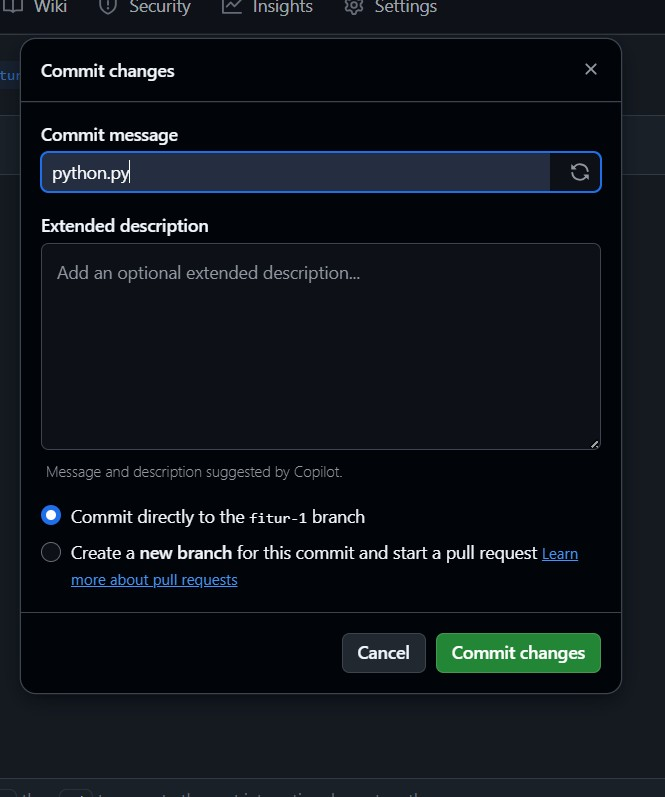 Wiki Security Insights Settings
Commit changes
Commit message
python.py
Extended description
Add an optional extended description...
Message and description suggested by Copilot.
Commit directly to the fitur-1 branch
Create a new branch for this commit and start a pull request Learn
more about pull requests
Cancel Commit changes